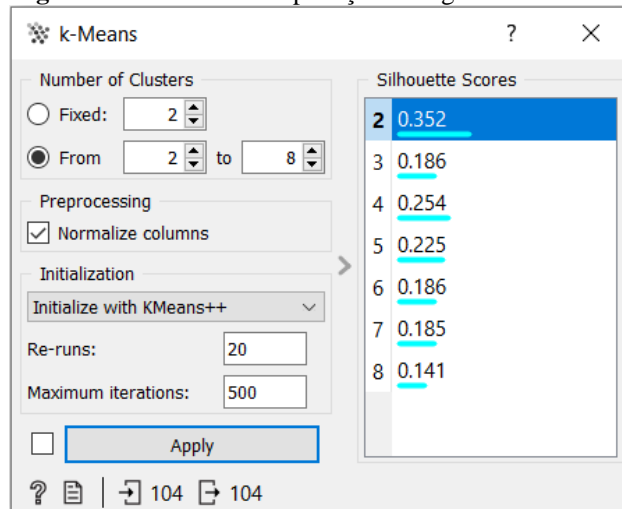 k-Means ? ×
Number of Clusters
Fixed: 2
From 2 to 8
Preprocessing
Normalize columns
Initialization
Initialize with KMeans++
Re-runs: 20
Maximum iterations: 500
Apply
? 104 104
Silhouette Scores
2 0.352
3 0.186
4 0.254
5 0.225
6 0.186
7 0.185
8 0.141